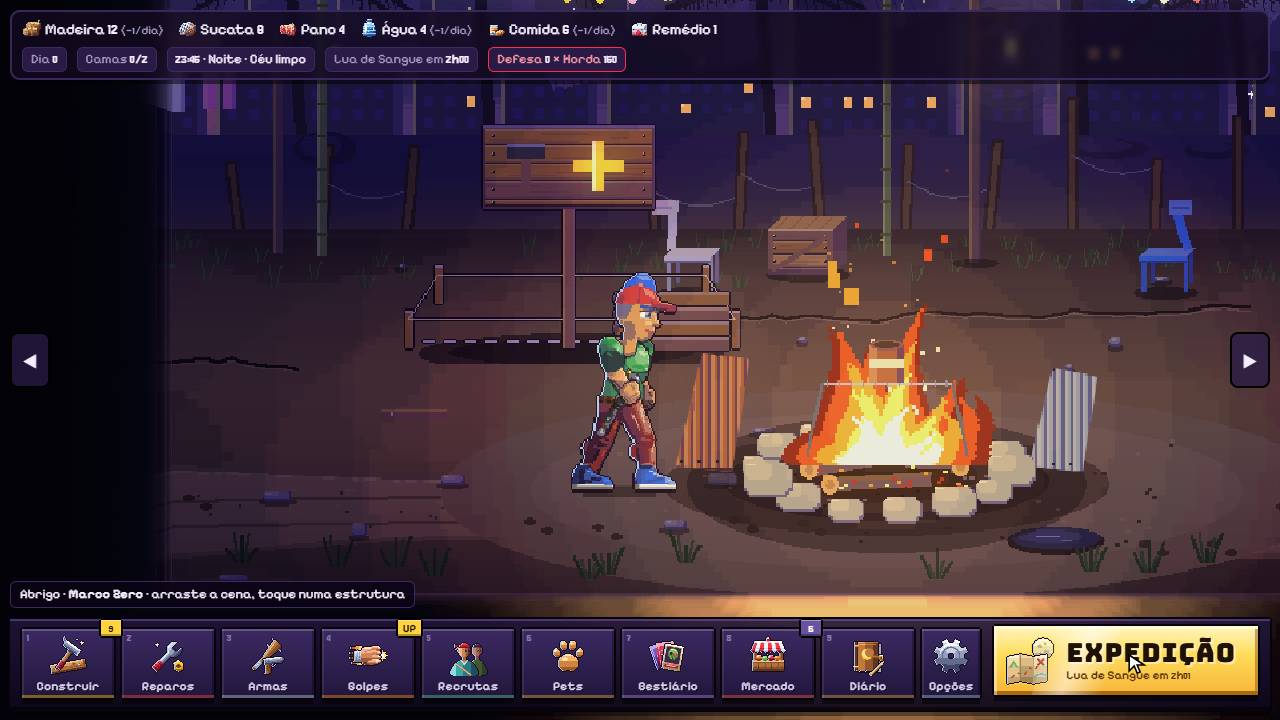 Madeira 12 (-1/dia) Sucata 8 Pano 4 Água 4 (-1/dia) Comida 6 (-1/dia) Remédio 1
Dia 0 Camas 0/2 23:46 · Noite · Céu limpo Lua de Sangue em 2h00 Defesa 0 × Horda 160
◀
▶
Abrigo · Marco Zero · arraste a cena, toque numa estrutura
9 UP 6
1 2 3 4 5 6 7 8 9
Construir Reparos Armas Golpes Recrutas Pets Bestiário Mercado Diário Opções
EXPEDIÇÃO
Lua de Sangue em 2h01